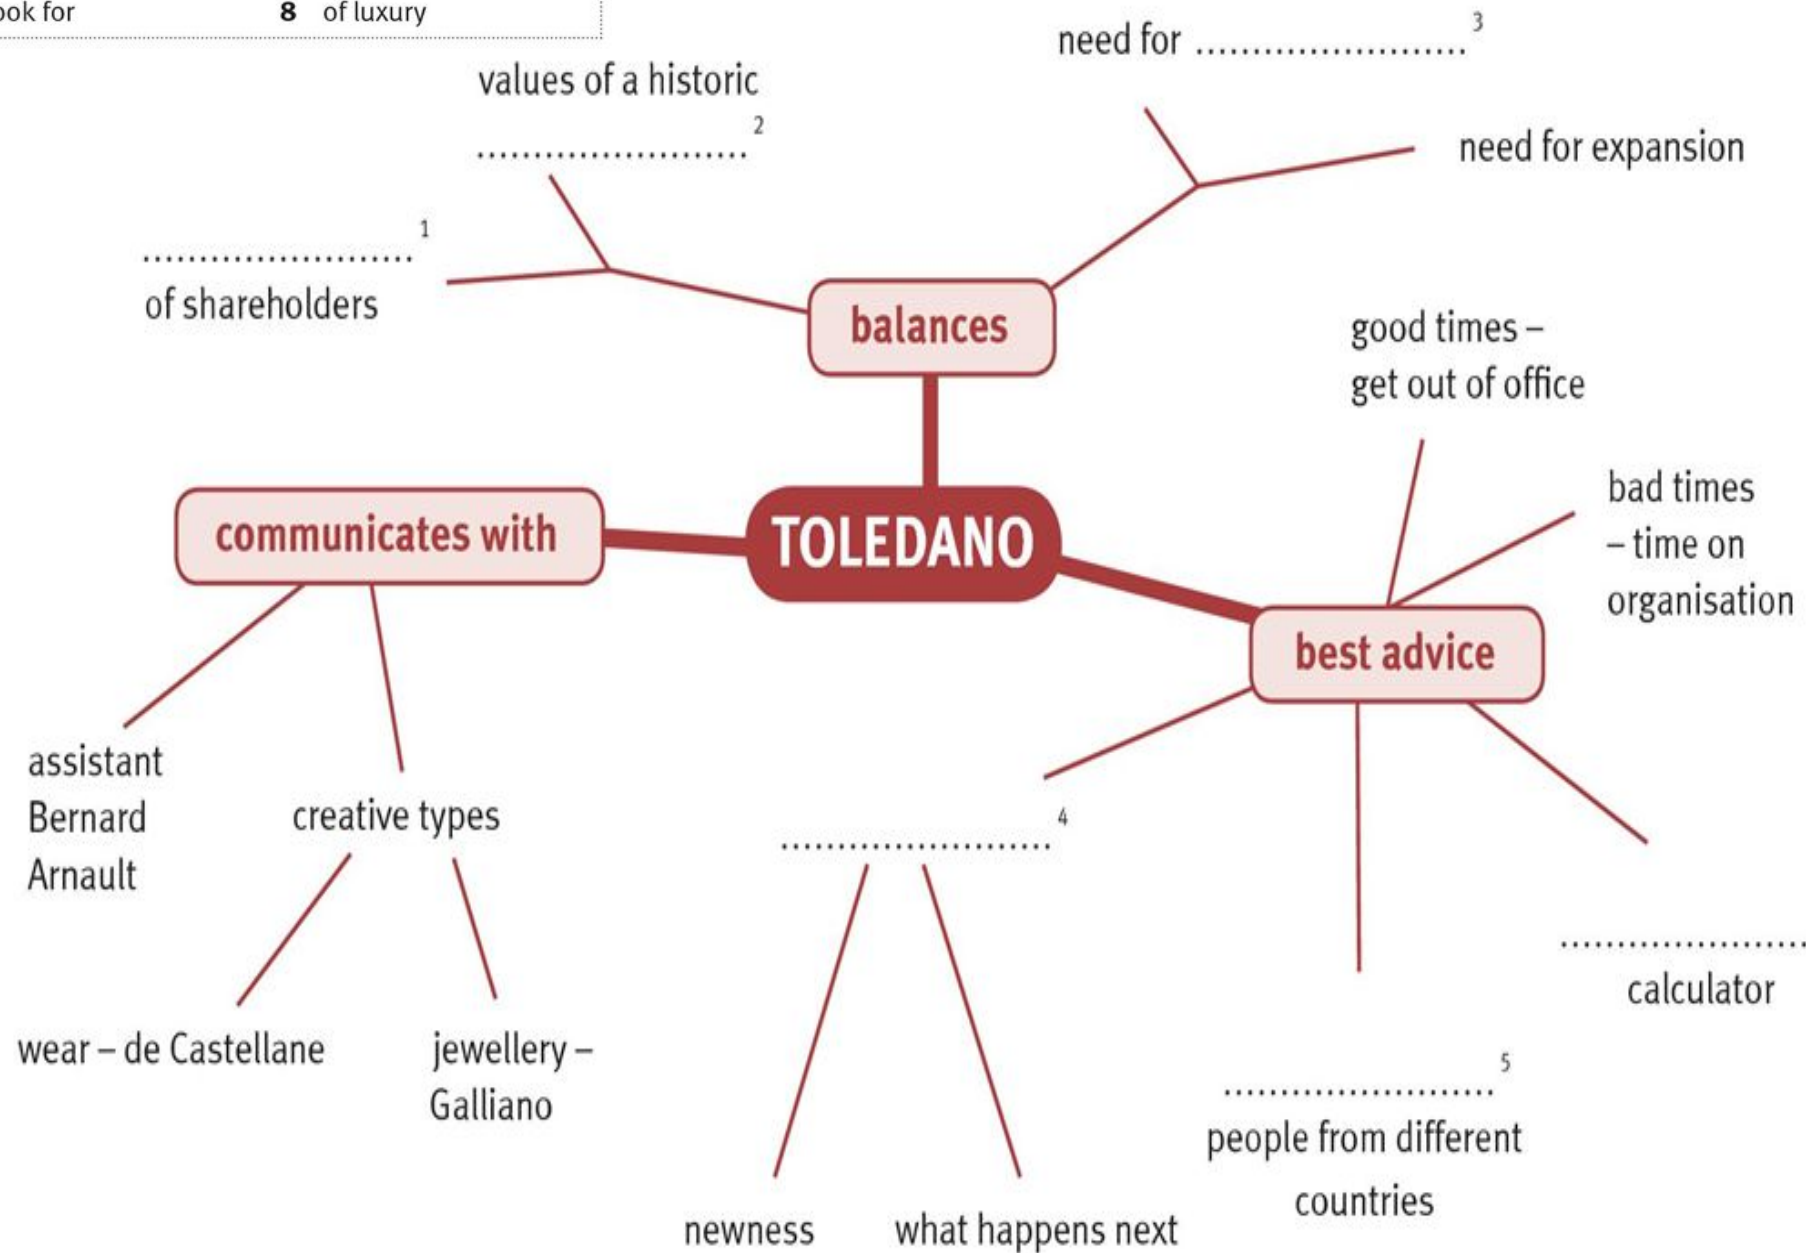 ook for 8 of luxury
need for ........................ 3
values of a historic
........................ 2
need for expansion
........................ 1
of shareholders
balances
good times –
get out of office
bad times
– time on
organisation
communicates with
TOLEDANO
best advice
assistant
Bernard
Arnault
creative types
........................ 4
wear – de Castellane
jewellery –
Galliano
......................
calculator
........................ 5
people from different
countries
newness
what happens next